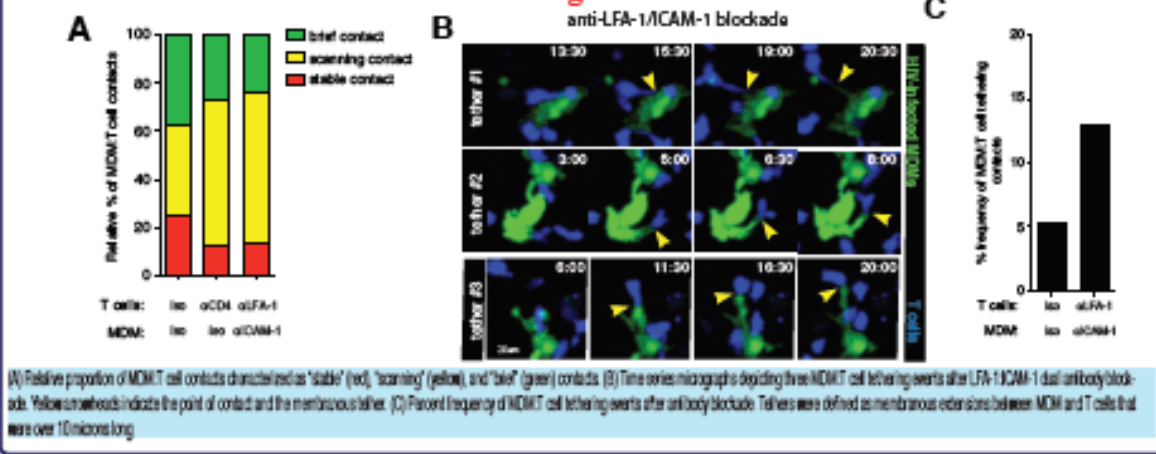 A
Relative % of MDM:T cell contacts
100
80
60
40
20
0
brief contact
scanning contact
stable contact
T cells: Iso αCD4 αLFA-1
MDM: Iso Iso αICAM-1
B
anti-LFA-1/ICAM-1 blockade
tether #1
13:30 15:30 19:00 20:30
tether #2
3:00 5:00 6:30 8:00
tether #3
6:00 11:30 16:30 20:00
HIV-infected MDMs
T cells
C
% frequency of MDM:T cell tethering
contacts
20
15
10
5
0
T cells: Iso αLFA-1
MDM: Iso αICAM-1
(A) Relative proportion of MDM:T cell contacts characterized as "stable" (red), "scanning" (yellow), and "brief" (green) contacts. (B) Time series micrographs depicting three MDM:T cell tethering events after LFA-1:ICAM-1 dual antibody block-
ade. Yellow arrowheads indicate the point of contact and the membranous tether. (C) Percent frequency of MDM:T cell tethering events after antibody blockade. Tethers were defined as membranous extensions between MDM and T cells that
were over 10 microns long